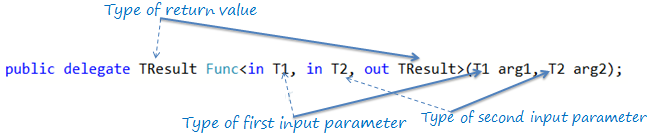 Type of return value
public delegate TResult Func<in T1, in T2, out TResult>(T1 arg1, T2 arg2);
Type of first input parameter
Type of second input parameter